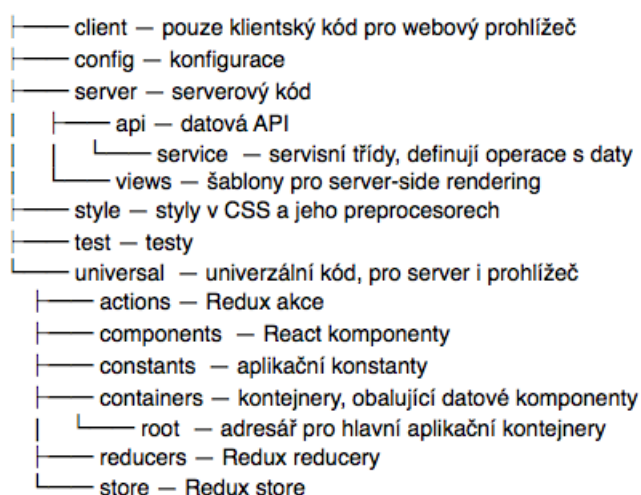 ├── client — pouze klientský kód pro webový prohlížeč
├── config — konfigurace
├── server — serverový kód
│   ├── api — datová API
│   │   └── service — servisní třídy, definují operace s daty
│   └── views — šablony pro server-side rendering
├── style — styly v CSS a jeho preprocesorech
├── test — testy
└── universal — univerzální kód, pro server i prohlížeč
    ├── actions — Redux akce
    ├── components — React komponenty
    ├── constants — aplikační konstanty
    ├── containers — kontejnery, obalující datové komponenty
    │   └── root — adresář pro hlavní aplikační kontejnery
    ├── reducers — Redux reducery
    └── store — Redux store